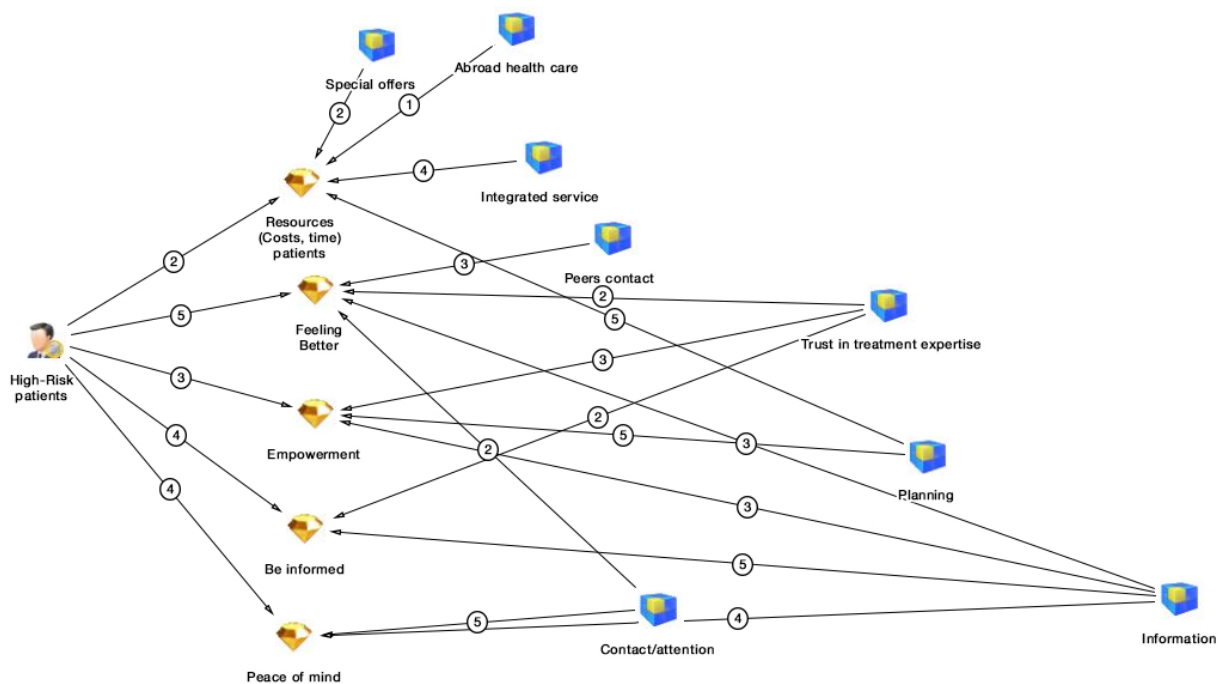 Special offers
Abroad health care
2
1
4
Integrated service
Resources
(Costs, time)
patients
2
3
Peers contact
5
2
5
Feeling
Better
Trust in treatment expertise
High-Risk
patients
3
3
2
4
5
3
Empowerment
2
4
Planning
3
Be informed
5
5
4
Contact/attention
Information
Peace of mind